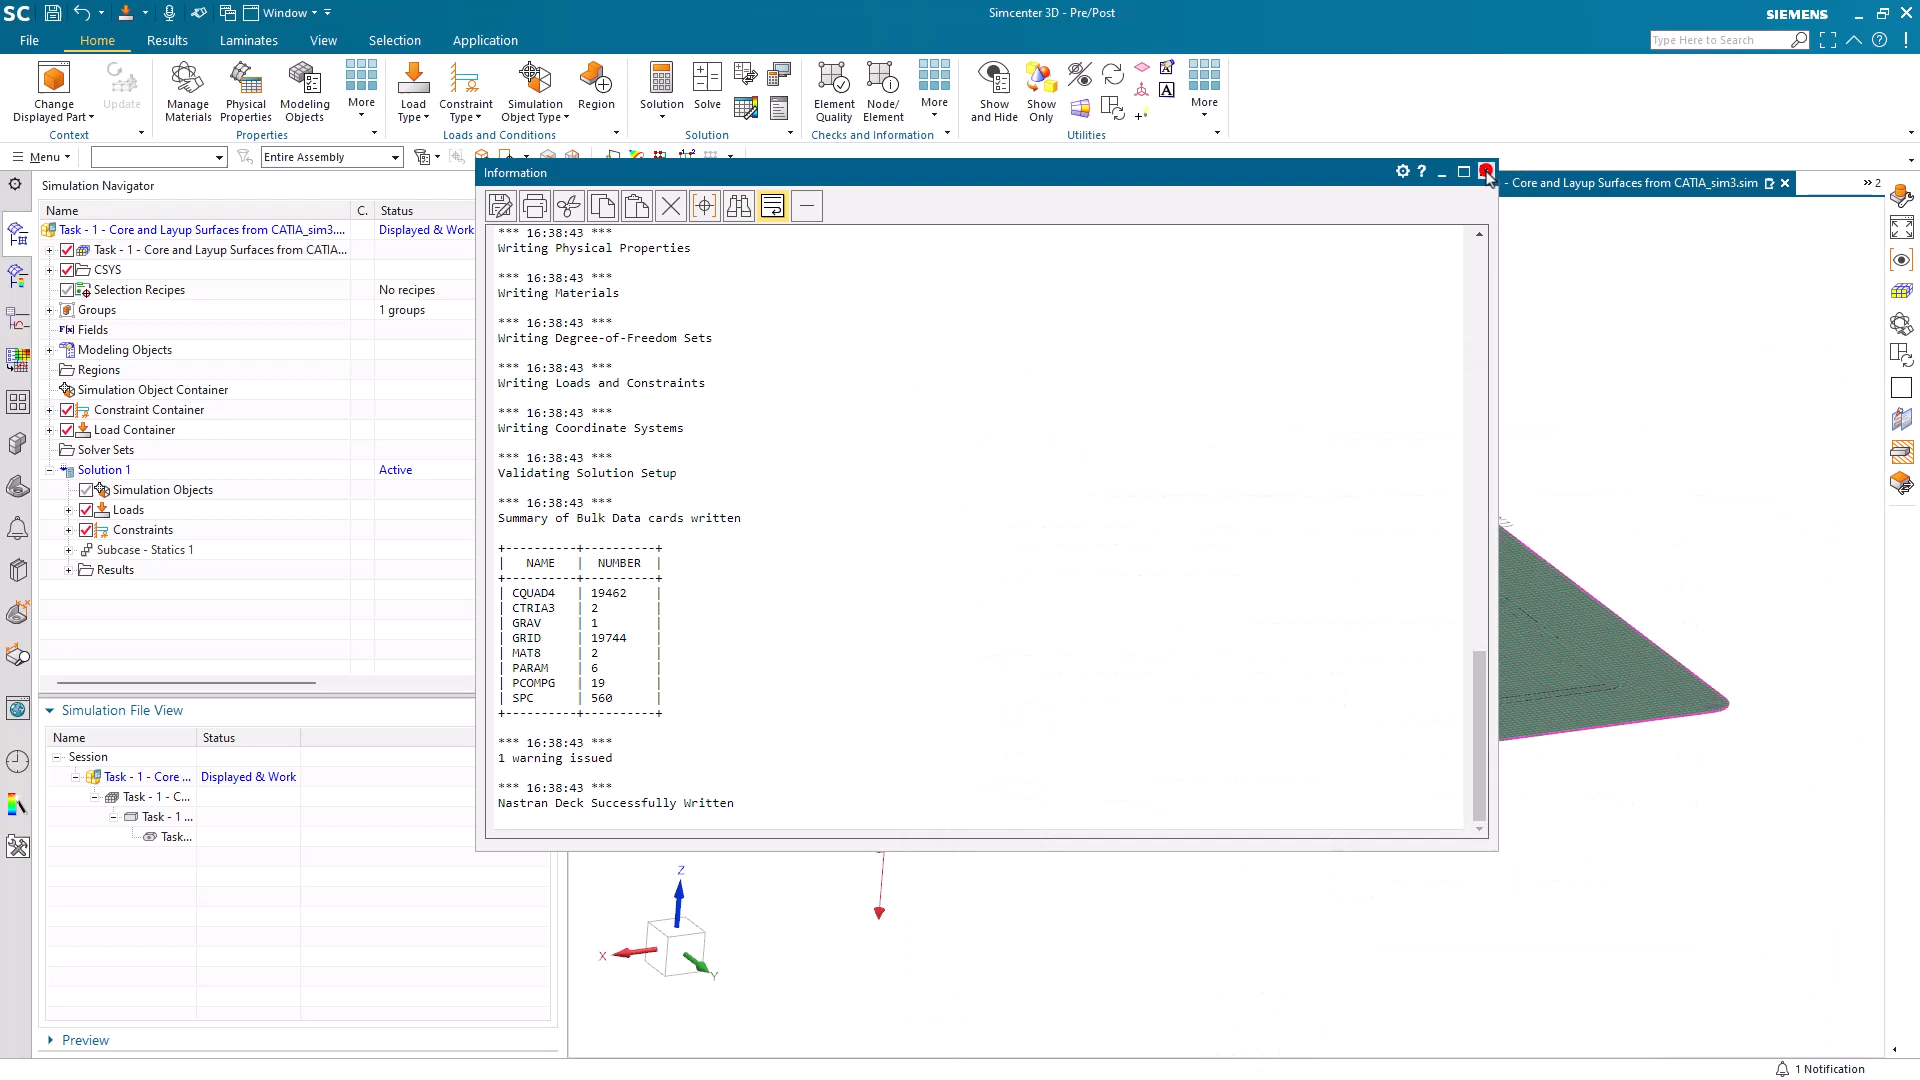 SC
Window
Simcenter 3D - Pre/Post
SIEMENS
File
Home
Results
Laminates
View
Selection
Application
Type Here to Search
Change Displayed Part
Update
Manage Materials
Physical Properties
Modeling Objects
More
Load Type
Constraint Type
Simulation Object Type
Region
Solution
Solve
Element Quality
Node/ Element
More
Show and Hide
Show Only
More
Context
Properties
Loads and Conditions
Solution
Checks and Information
Utilities
Menu
Entire Assembly
Simulation Navigator
Name
C.
Status
Task - 1 - Core and Layup Surfaces from CATIA_sim3....
Displayed & Work
Task - 1 - Core and Layup Surfaces from CATIA...
CSYS
Selection Recipes
No recipes
Groups
1 groups
Fields
Modeling Objects
Regions
Simulation Object Container
Constraint Container
Load Container
Solver Sets
Solution 1
Active
Simulation Objects
Loads
Constraints
Subcase - Statics 1
Results
Simulation File View
Name
Status
Session
Task - 1 - Core ...
Displayed & Work
Task - 1 - C...
Task - 1 ...
Task...
Preview
Information
- Core and Layup Surfaces from CATIA_sim3.sim
2
*** 16:38:43 ***
Writing Physical Properties
*** 16:38:43 ***
Writing Materials
*** 16:38:43 ***
Writing Degree-of-Freedom Sets
*** 16:38:43 ***
Writing Loads and Constraints
*** 16:38:43 ***
Writing Coordinate Systems
*** 16:38:43 ***
Validating Solution Setup
*** 16:38:43 ***
Summary of Bulk Data cards written
+----------+----------+
| NAME | NUMBER |
+----------+----------+
| CQUAD4 | 19462 |
| CTRIA3 | 2 |
| GRAV | 1 |
| GRID | 19744 |
| MAT8 | 2 |
| PARAM | 6 |
| PCOMPG | 19 |
| SPC | 560 |
+----------+----------+
*** 16:38:43 ***
1 warning issued
*** 16:38:43 ***
Nastran Deck Successfully Written
Z
X
Y
1 Notification